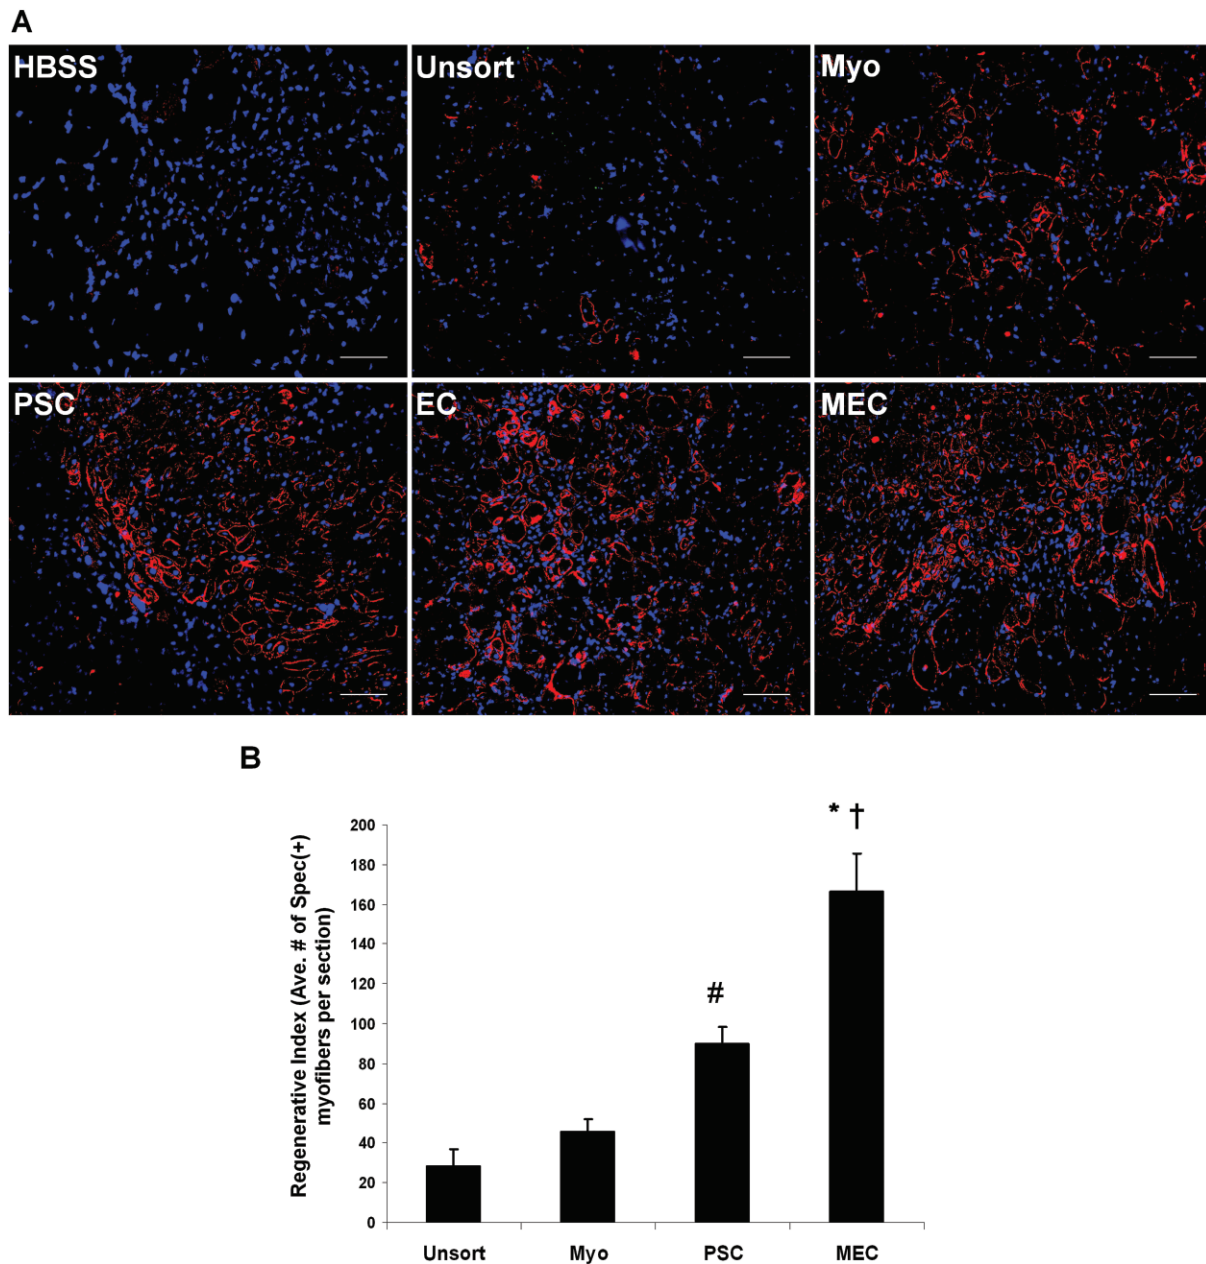 A
HBSS
Unsort
Myo
PSC
EC
MEC
B
Regenerative Index (Ave. # of Spec(+)
myofibers per section)
* †
200
180
160
140
120
#
100
80
60
40
20
0
Unsort
Myo
PSC
MEC